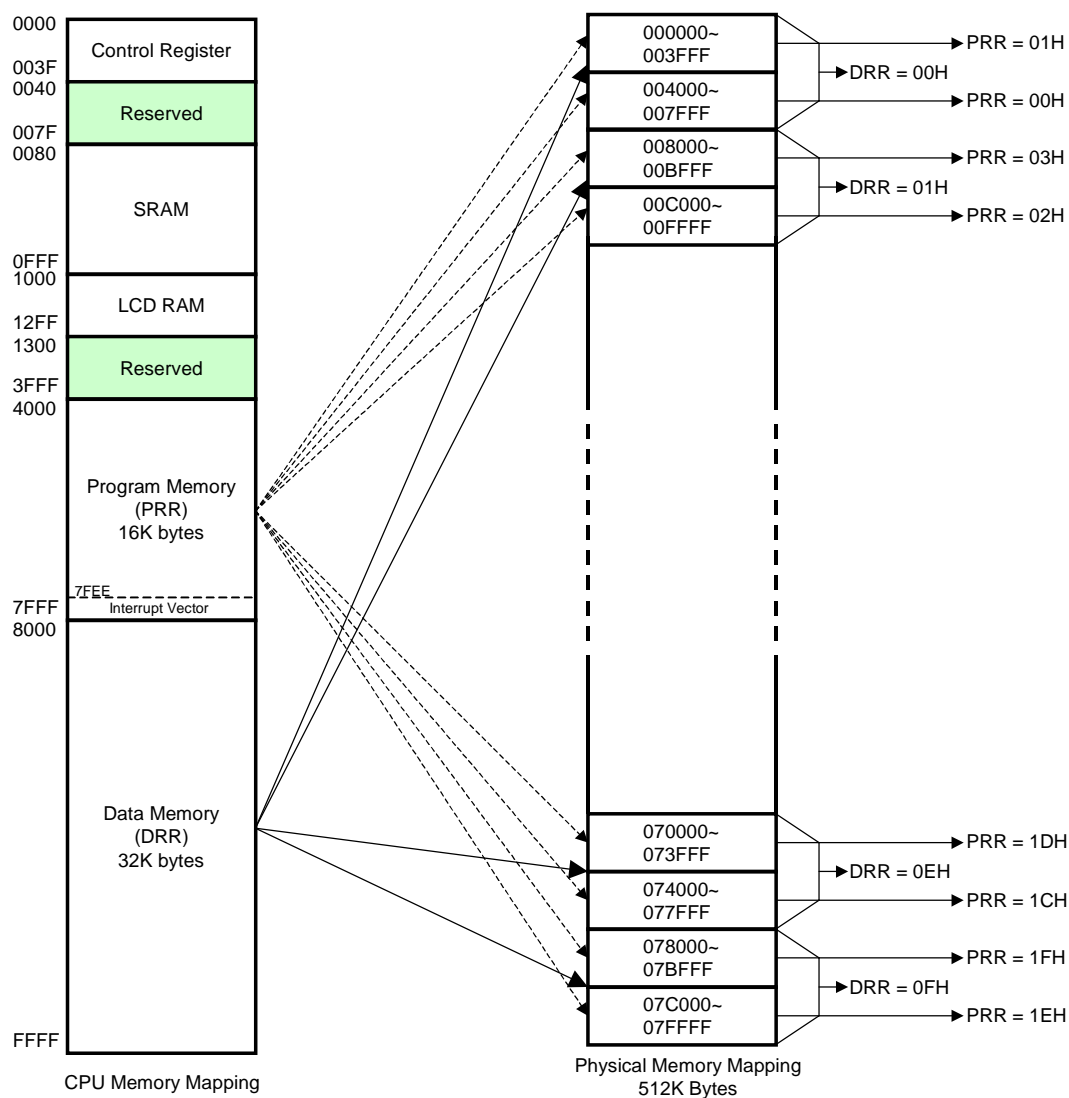 0000
Control Register
003F
0040
Reserved
007F
0080
SRAM
0FFF
1000
LCD RAM
12FF
1300
Reserved
3FFF
4000
Program Memory
(PRR)
16K bytes
7FEE
7FFF
Interrupt Vector
8000
Data Memory
(DRR)
32K bytes
FFFF
CPU Memory Mapping
000000~
003FFF
PRR = 01H
DRR = 00H
004000~
007FFF
PRR = 00H
008000~
00BFFF
PRR = 03H
DRR = 01H
00C000~
00FFFF
PRR = 02H
070000~
073FFF
PRR = 1DH
DRR = 0EH
074000~
077FFF
PRR = 1CH
078000~
07BFFF
PRR = 1FH
DRR = 0FH
07C000~
07FFFF
PRR = 1EH
Physical Memory Mapping
512K Bytes